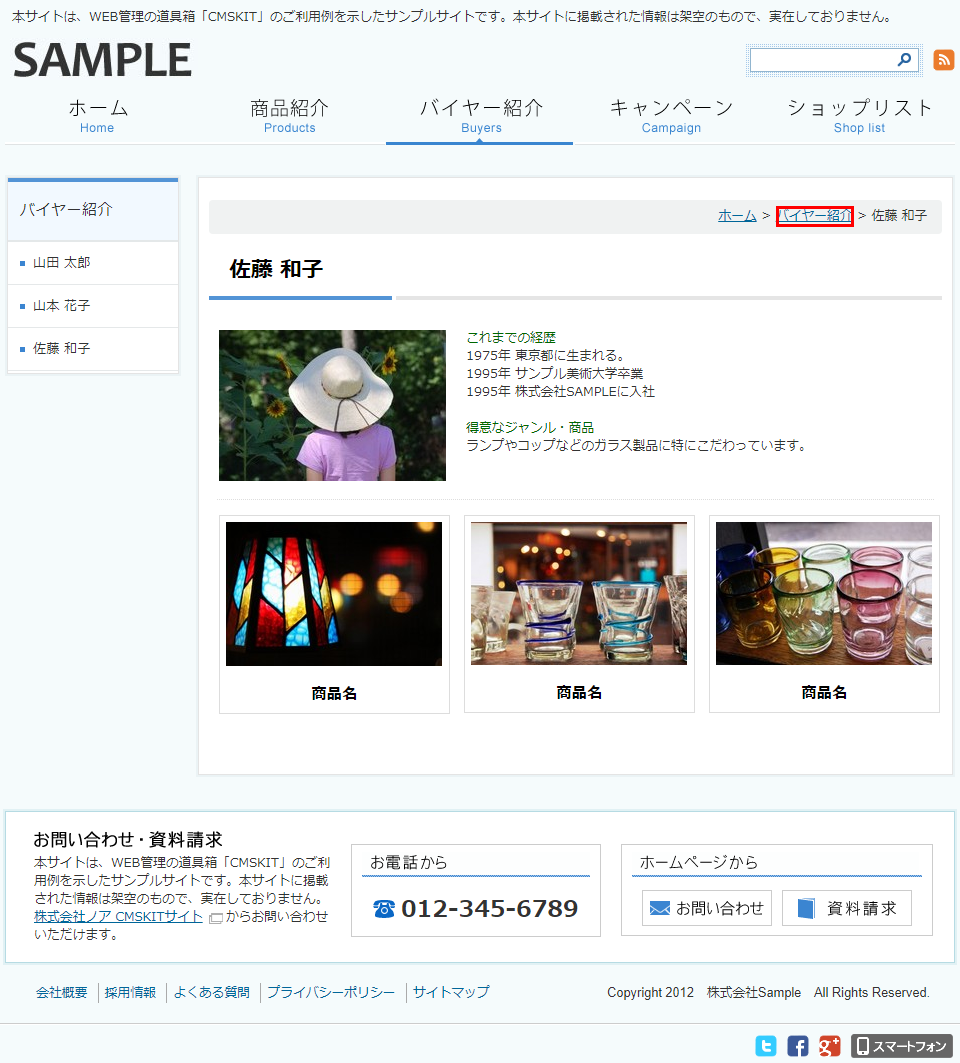 本サイトは、WEB管理の道具箱「CMSKIT」のご利用例を示したサンプルサイトです。本サイトに掲載された情報は架空のもので、実在しておりません。
SAMPLE
ホーム 商品紹介 バイヤー紹介 キャンペーン ショップリスト
Home Products Buyers Campaign Shop list
バイヤー紹介
山田 太郎
山本 花子
佐藤 和子
ホーム > バイヤー紹介 > 佐藤 和子
佐藤 和子
これまでの経歴
1975年 東京都に生まれる。
1995年 サンプル美術大学卒業
1995年 株式会社SAMPLEに入社
得意なジャンル・商品
ランプやコップなどのガラス製品に特にこだわっています。
商品名 商品名 商品名
お問い合わせ・資料請求
本サイトは、WEB管理の道具箱「CMSKIT」のご利
用例を示したサンプルサイトです。本サイトに掲載
された情報は架空のもので、実在しておりません。
株式会社ノア CMSKITサイト からお問い合わせ
いただけます。
お電話から
012-345-6789
ホームページから
お問い合わせ 資料請求
会社概要 採用情報 よくある質問 プライバシーポリシー サイトマップ
Copyright 2012 株式会社Sample All Rights Reserved.
スマートフォン